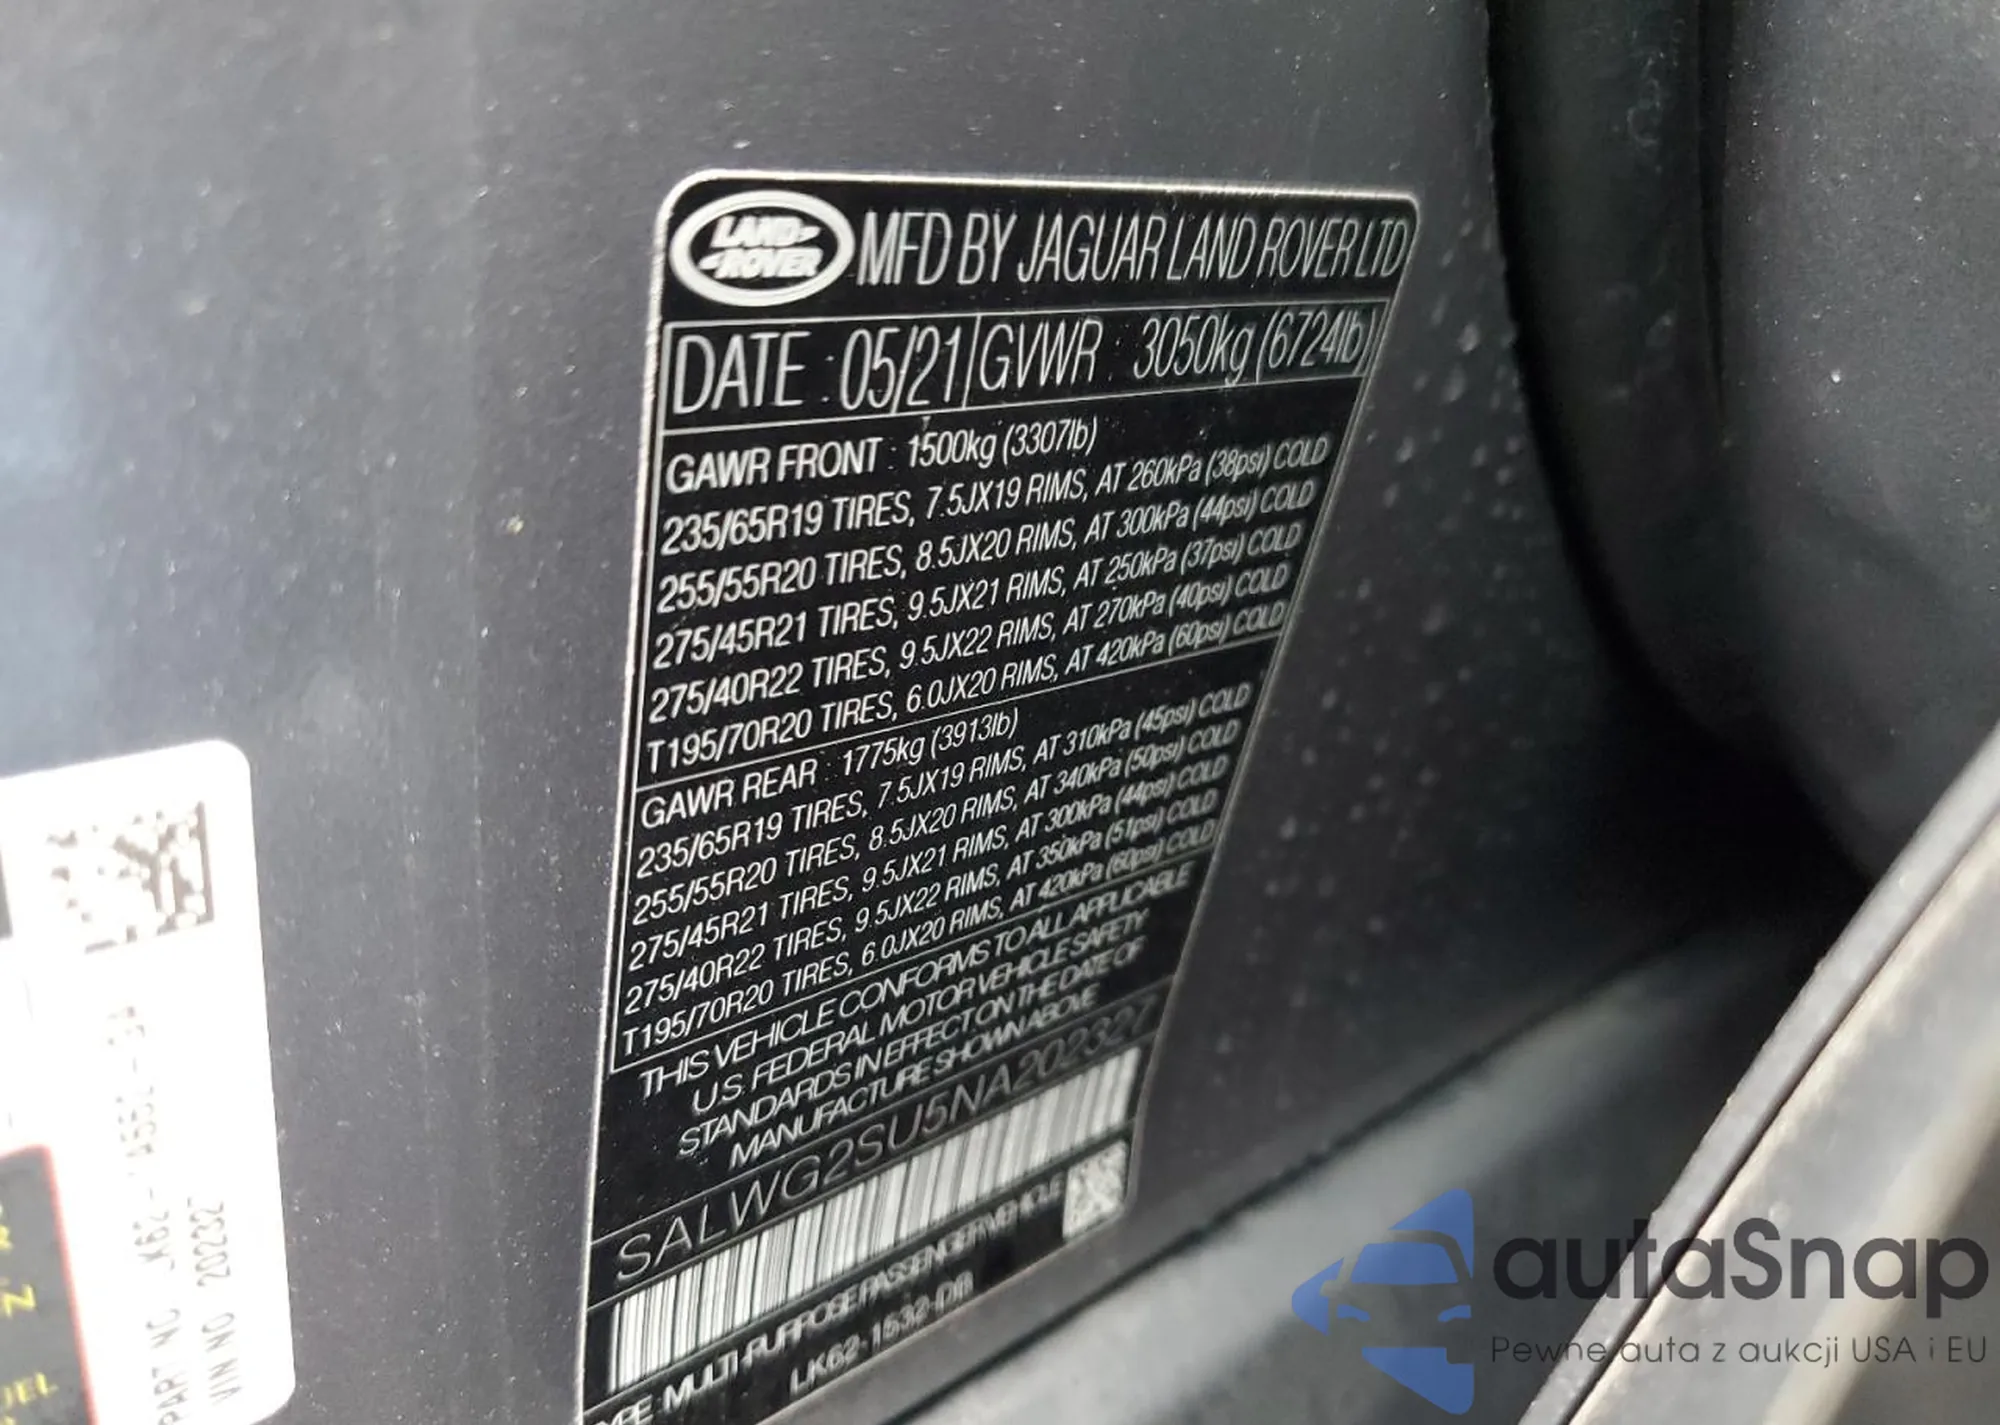 LAND-
-ROVER
MFD BY JAGUAR LAND ROVER LTD
DATE : 05/21 GVWR : 3050kg (6724lb)
GAWR FRONT : 1500kg (3307lb)
235/65R19 TIRES, 7.5JX19 RIMS, AT 260kPa (38psi) COLD
255/55R20 TIRES, 8.5JX20 RIMS, AT 300kPa (44psi) COLD
275/45R21 TIRES, 9.5JX21 RIMS, AT 250kPa (37psi) COLD
275/40R22 TIRES, 9.5JX22 RIMS, AT 270kPa (40psi) COLD
T195/70R20 TIRES, 6.0JX20 RIMS, AT 420kPa (60psi) COLD
GAWR REAR : 1775kg (3913lb)
235/65R19 TIRES, 7.5JX19 RIMS, AT 310kPa (45psi) COLD
255/55R20 TIRES, 8.5JX20 RIMS, AT 340kPa (50psi) COLD
275/45R21 TIRES, 9.5JX21 RIMS, AT 300kPa (44psi) COLD
275/40R22 TIRES, 9.5JX22 RIMS, AT 350kPa (51psi) COLD
T195/70R20 TIRES, 6.0JX20 RIMS, AT 420kPa (60psi) COLD
THIS VEHICLE CONFORMS TO ALL APPLICABLE
U.S. FEDERAL MOTOR VEHICLE SAFETY
STANDARDS IN EFFECT ON THE DATE OF
MANUFACTURE SHOWN ABOVE
SALWG2SU5NA202327
TYPE : MULTI-PURPOSE PASSENGER VEHICLE
LK62-1532-DB
PART NO
VIN NO 202327
autaSnap
Pewne auta z aukcji USA i EU